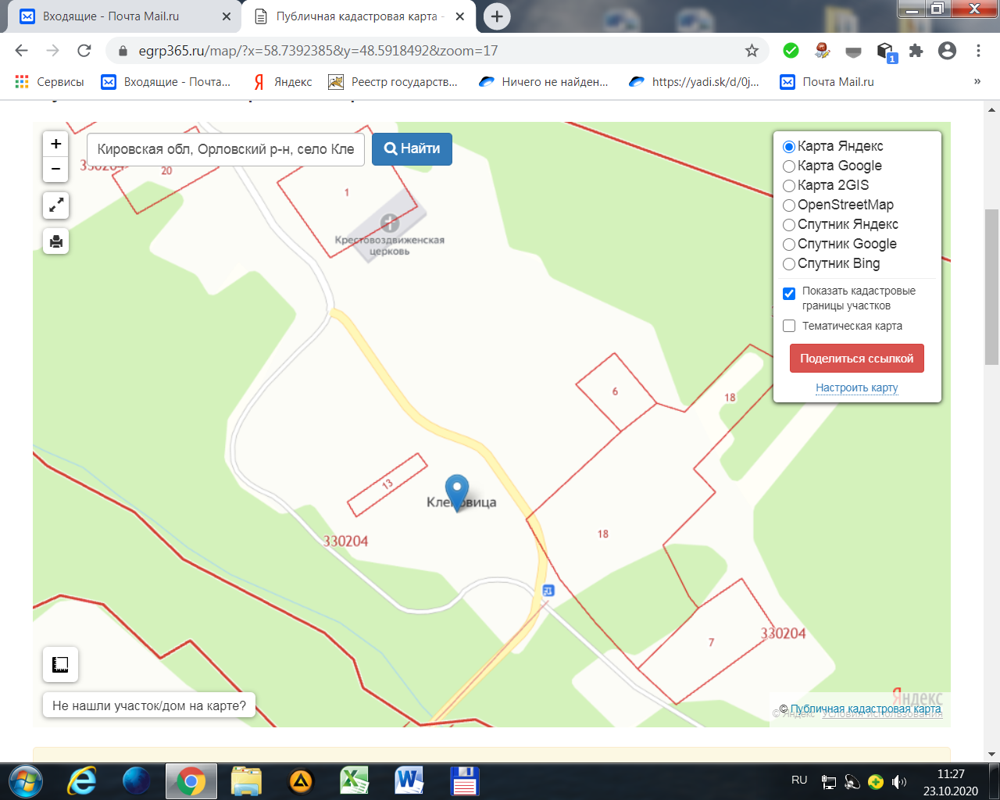 Входящие - Почта Mail.ru
Публичная кадастровая карта -
egrp365.ru/map/?x=58.7392385&y=48.5918492&zoom=17
1
Сервисы
Входящие - Почта...
Яндекс
Реестр государств...
Ничего не найден...
https://yadi.sk/d/0j...
Почта Mail.ru
»
+
−
Кировская обл, Орловский р-н, село Кле
Найти
20
1
Крестовоздвиженская
церковь
Карта Яндекс
Карта Google
Карта 2GIS
OpenStreetMap
Спутник Яндекс
Спутник Google
Спутник Bing
Показать кадастровые
границы участков
Тематическая карта
Поделиться ссылкой
Настроить карту
6
18
13
330204
18
7
330204
Не нашли участок/дом на карте?
Яндекс
© Публичная кадастровая карта
© Яндекс Условия использования
RU
11:27
23.10.2020